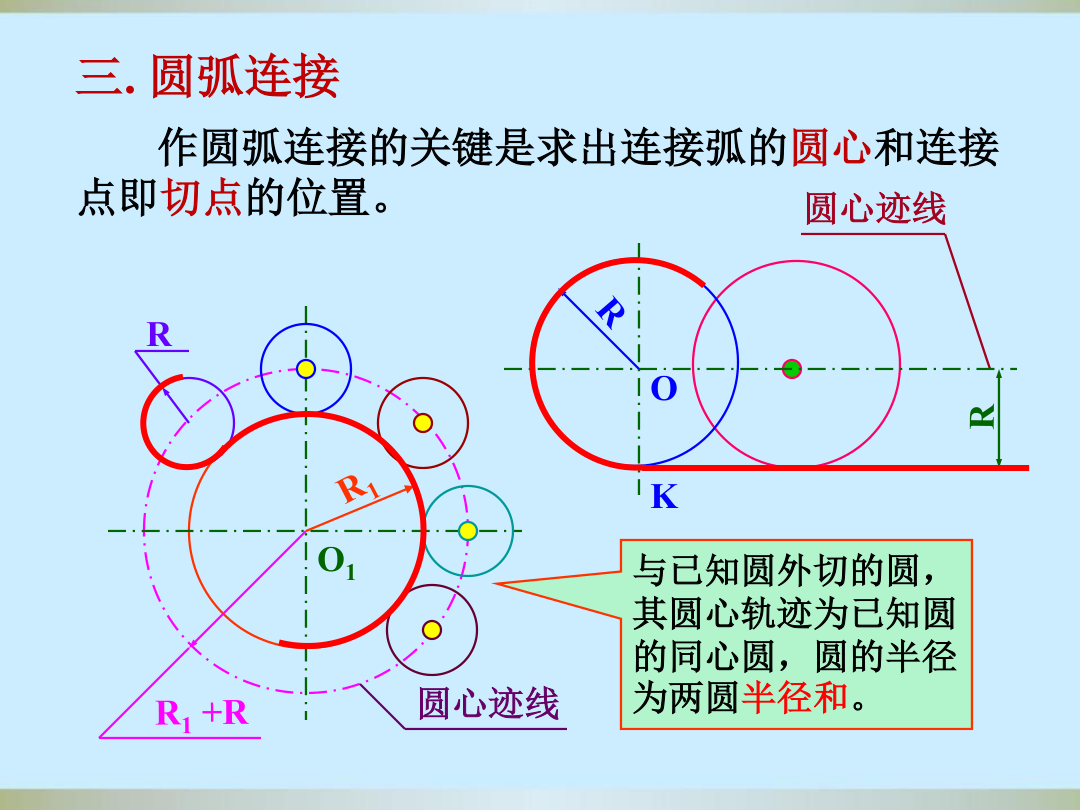 三. 圆弧连接
作圆弧连接的关键是求出连接弧的圆心和连接
点即切点的位置。
圆心迹线
R
O
R
K
R
R₁
O₁
R₁ +R
圆心迹线
与已知圆外切的圆，
其圆心轨迹为已知圆
的同心圆，圆的半径
为两圆半径和。